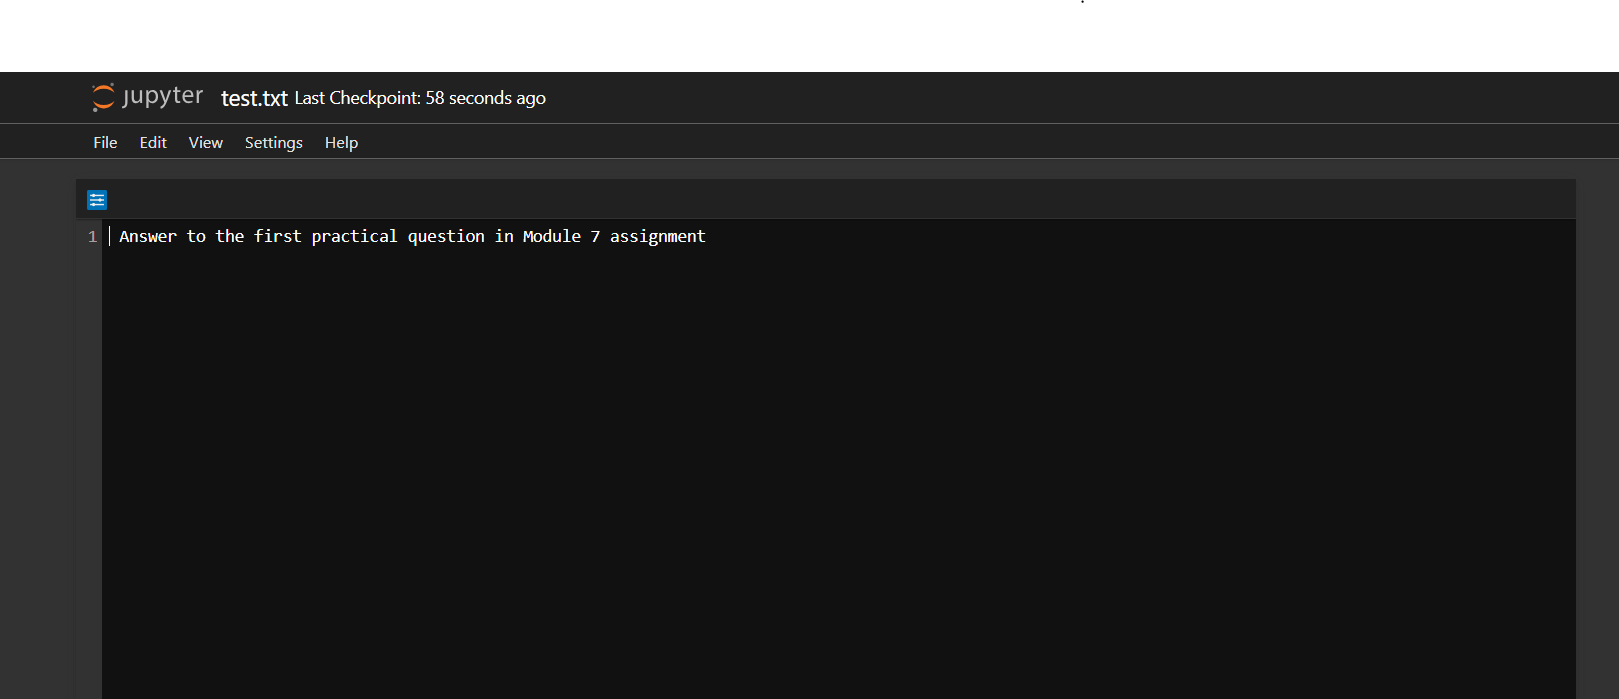 jupyter test.txt Last Checkpoint: 58 seconds ago
File Edit View Settings Help
1 Answer to the first practical question in Module 7 assignment